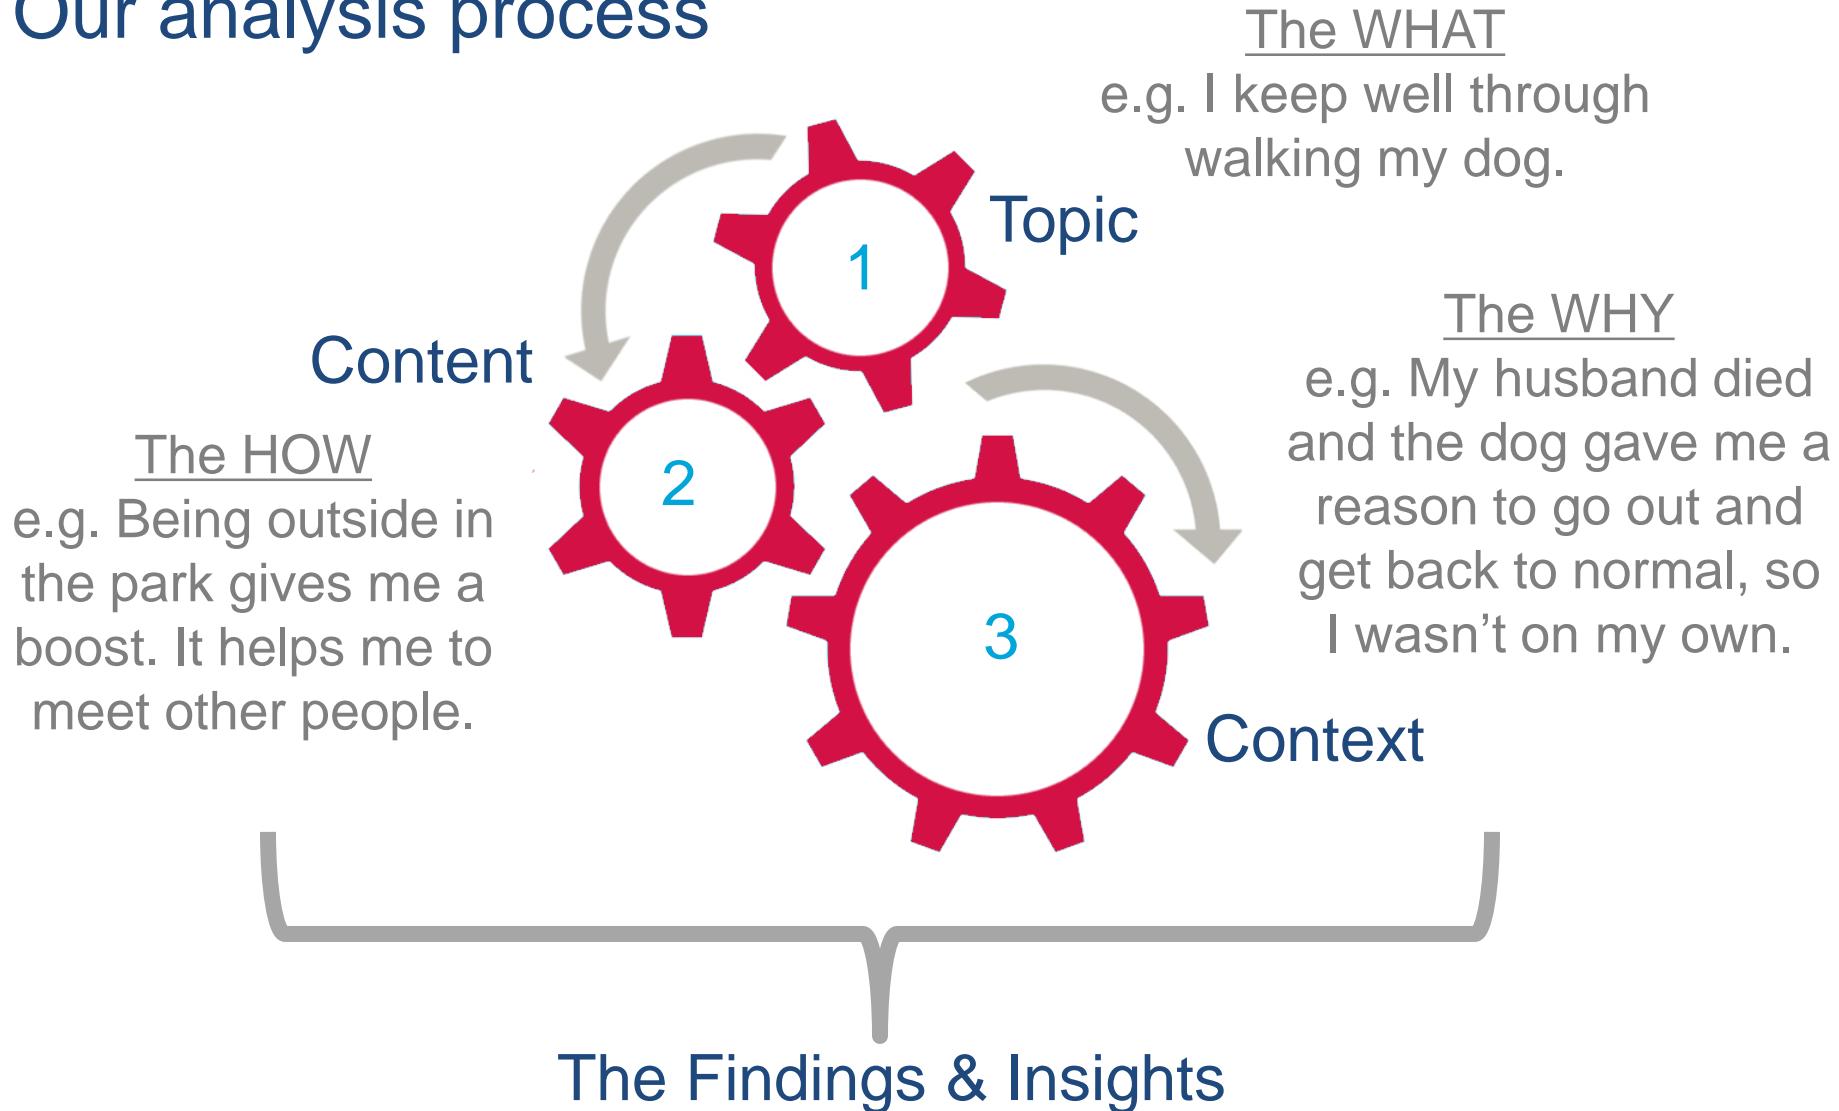 Our analysis process
The WHAT
e.g. I keep well through
walking my dog.
1
Topic
The WHY
e.g. My husband died
and the dog gave me a
reason to go out and
get back to normal, so
I wasn’t on my own.
Content
2
The HOW
e.g. Being outside in
the park gives me a
boost. It helps me to
meet other people.
3
Context
The Findings & Insights